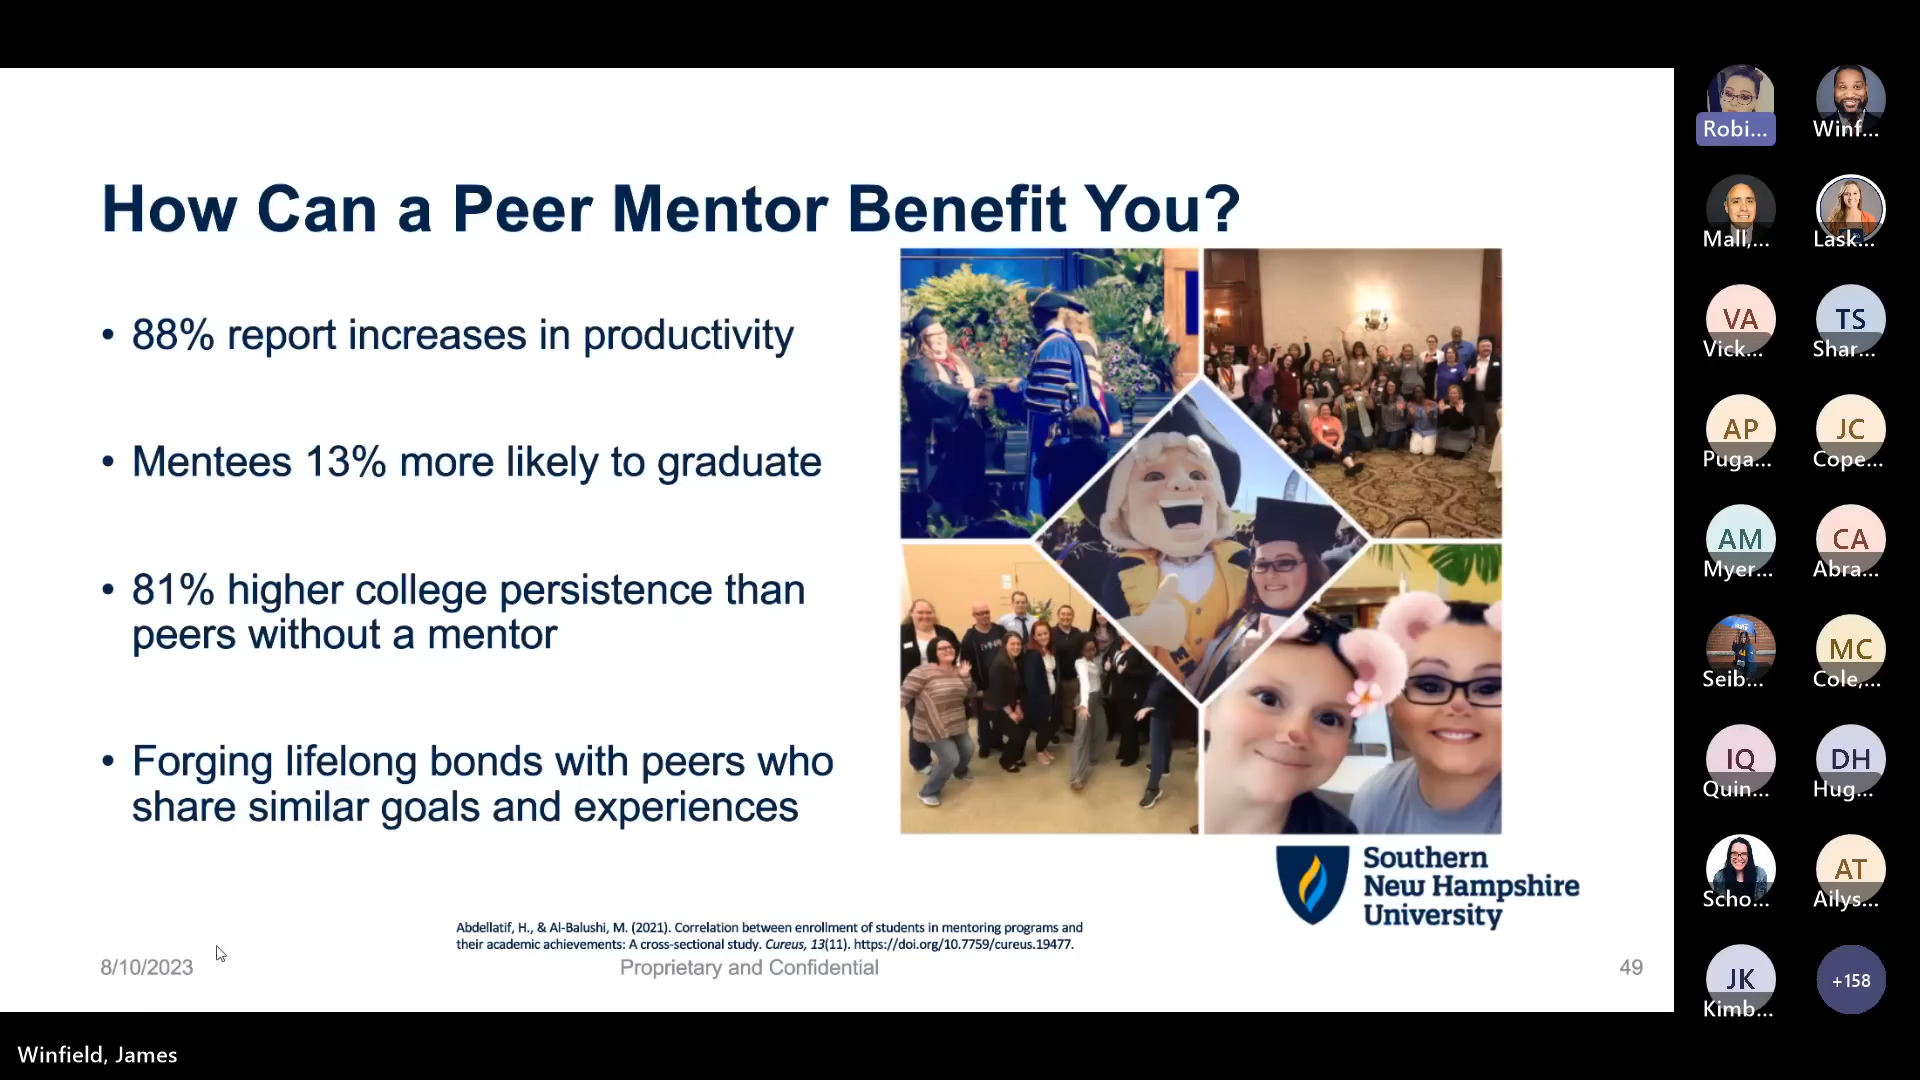 How Can a Peer Mentor Benefit You?
• 88% report increases in productivity
• Mentees 13% more likely to graduate
• 81% higher college persistence than
peers without a mentor
• Forging lifelong bonds with peers who
share similar goals and experiences
Southern
New Hampshire
University
Abdellatif, H., & Al-Balushi, M. (2021). Correlation between enrollment of students in mentoring programs and
their academic achievements: A cross-sectional study. Cureus, 13(11). https://doi.org/10.7759/cureus.19477.
8/10/2023
Proprietary and Confidential
49
Robi...
Winf...
Mall,...
Lask...
VA
Vick...
TS
Shar...
AP
Puga...
JC
Cope...
AM
Myer...
CA
Abra...
Seib...
MC
Cole,...
IQ
Quin...
DH
Hug...
Scho...
AT
Ailys...
JK
Kimb...
+158
Winfield, James